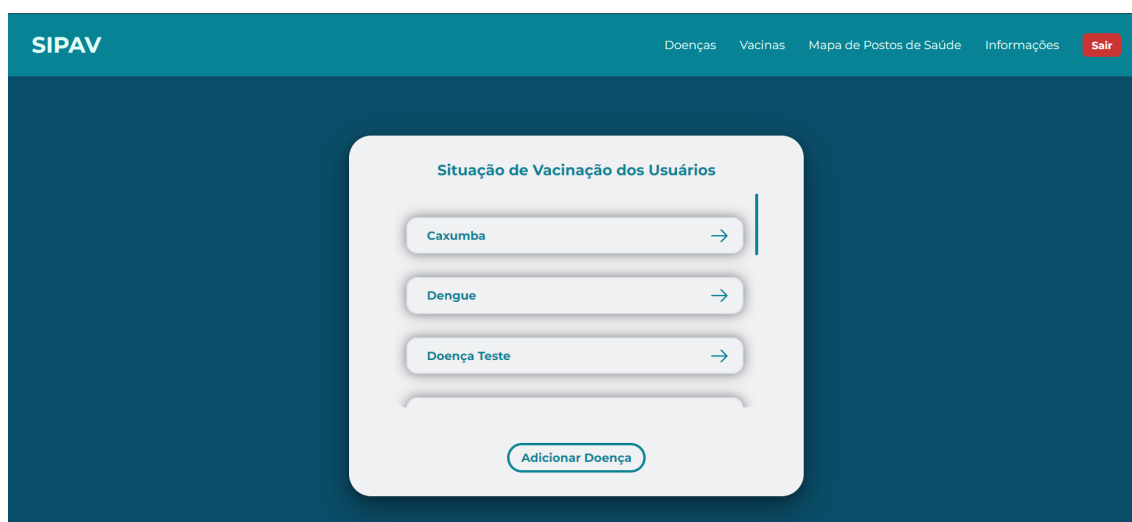 SIPAV
Doenças Vacinas Mapa de Postos de Saúde Informações Sair
Situação de Vacinação dos Usuários
Caxumba
Dengue
Doença Teste
Adicionar Doença